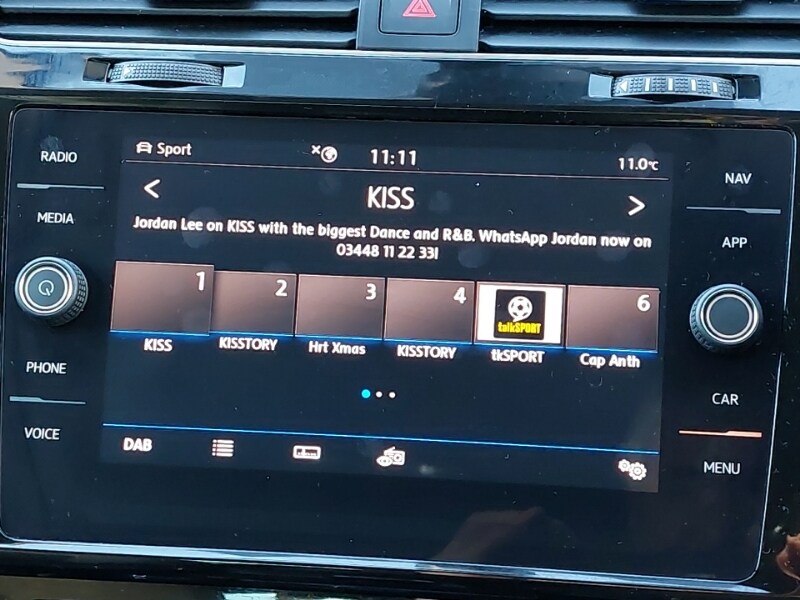 RADIO
MEDIA
PHONE
VOICE
Sport
11:11
11.0°C
< KISS >
Jordan Lee on KISS with the biggest Dance and R&B. WhatsApp Jordan now on
03448 11 22 331
1 2 3 4 6
talkSPORT
KISS KISSTORY Hrt Xmas KISSTORY tkSPORT Cap Anth
DAB
NAV
APP
CAR
MENU